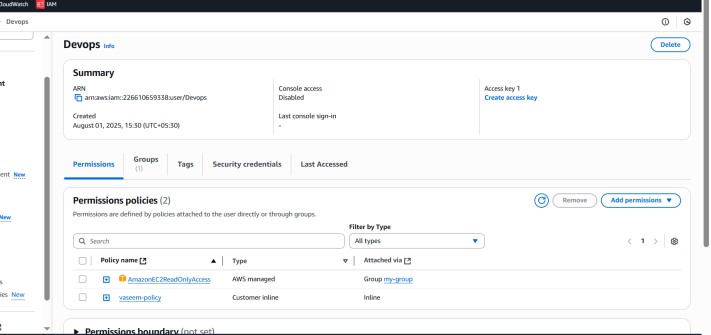 CloudWatch IAM
Devops
Devops Info
Delete
Summary
ARN
arn:aws:iam::226610659338:user/Devops
Console access
Disabled
Access key 1
Create access key
Created
August 01, 2025, 15:30 (UTC+05:30)
Last console sign-in
-
Permissions
Groups
(1)
Tags
Security credentials
Last Accessed
Permissions policies (2)
Remove
Add permissions
Permissions are defined by policies attached to the user directly or through groups.
Filter by Type
Search
All types
1
Policy name
Type
Attached via
AmazonEC2ReadOnlyAccess
AWS managed
Group my-group
vaseem-policy
Customer inline
Inline
Permissions boundary (not set)
New
New
New